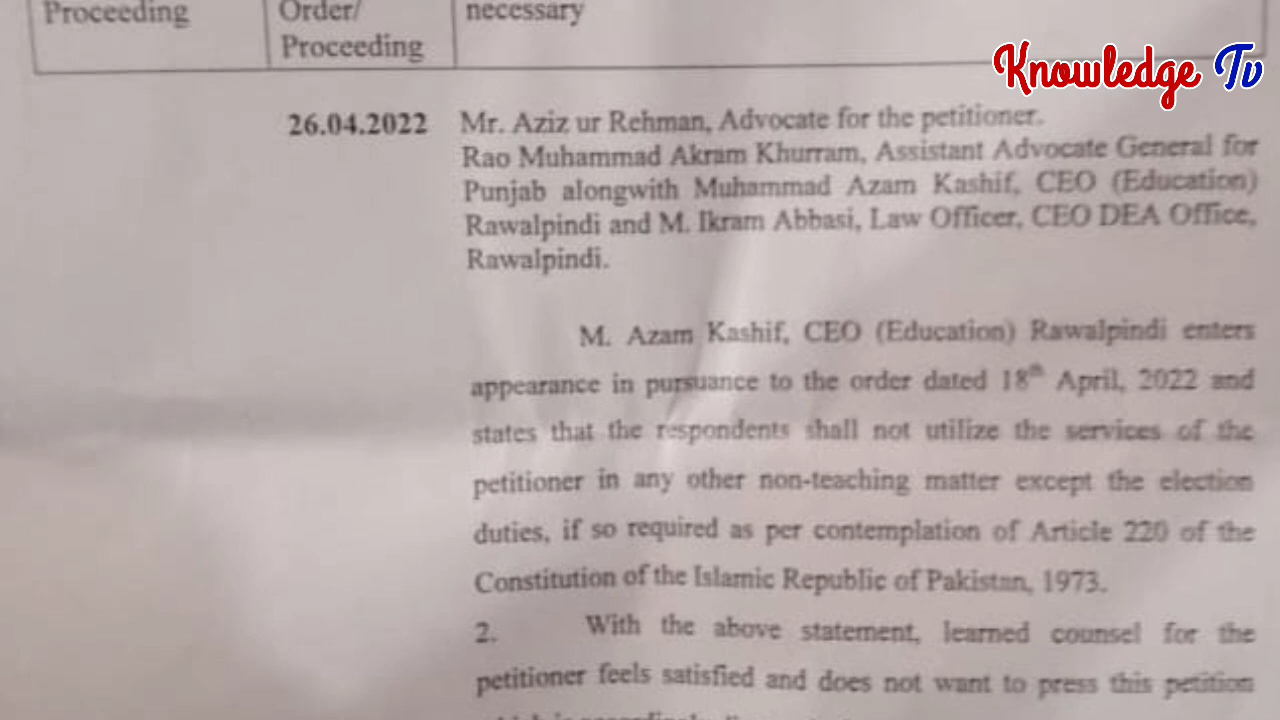 Proceeding
Order/
Proceeding
necessary
Knowledge Tv
26.04.2022
Mr. Aziz ur Rehman, Advocate for the petitioner.
Rao Muhammad Akram Khurram, Assistant Advocate General for
Punjab alongwith Muhammad Azam Kashif, CEO (Education)
Rawalpindi and M. Ikram Abbasi, Law Officer, CEO DEA Office,
Rawalpindi.
M. Azam Kashif, CEO (Education) Rawalpindi enters
appearance in pursuance to the order dated 18th April, 2022 and
states that the respondents shall not utilize the services of the
petitioner in any other non-teaching matter except the election
duties, if so required as per contemplation of Article 220 of the
Constitution of the Islamic Republic of Pakistan, 1973.
2. With the above statement, learned counsel for the
petitioner feels satisfied and does not want to press this petition